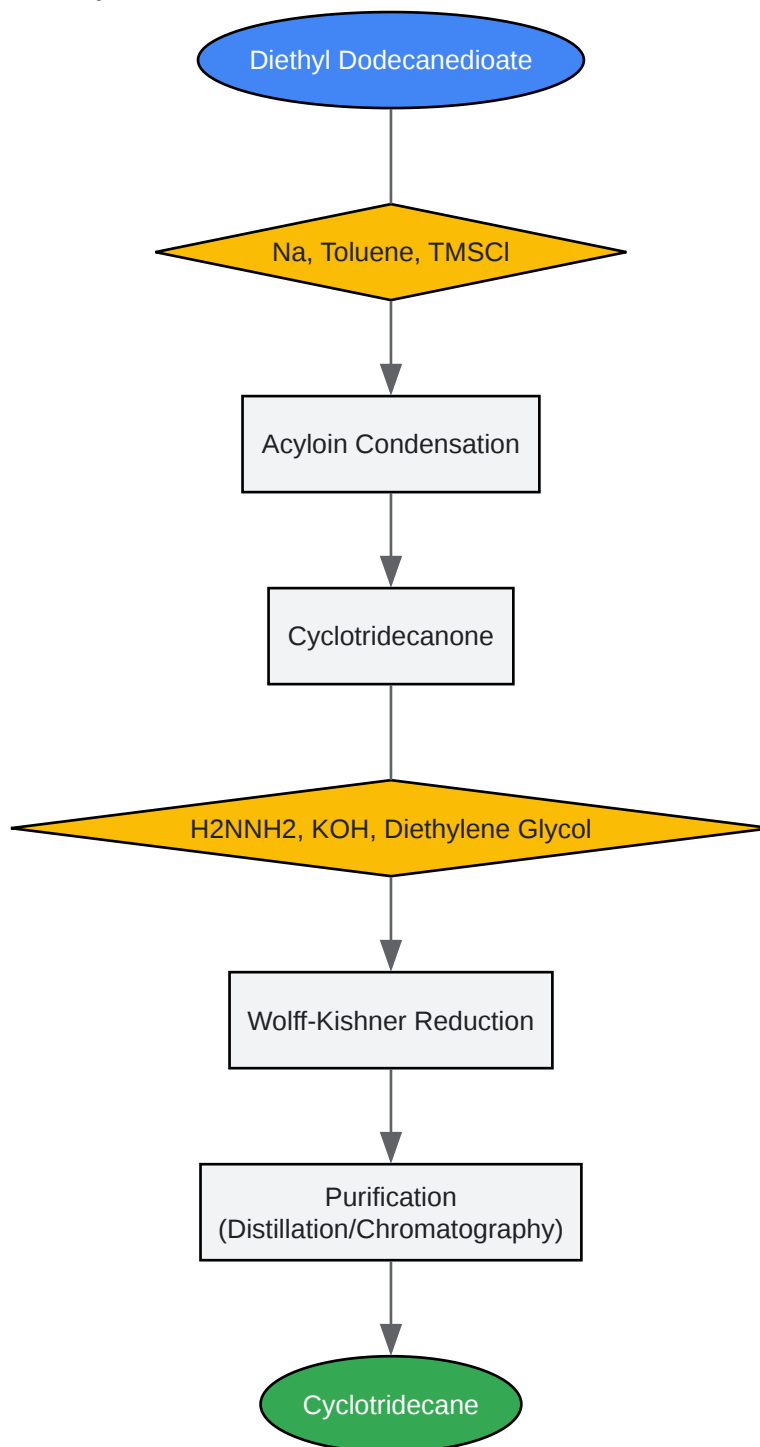 Diethyl Dodecanedioate
Na, Toluene, TMSCl
Acyloin Condensation
Cyclotridecanone
H2NNH2, KOH, Diethylene Glycol
Wolff-Kishner Reduction
Purification
(Distillation/Chromatography)
Cyclotridecane